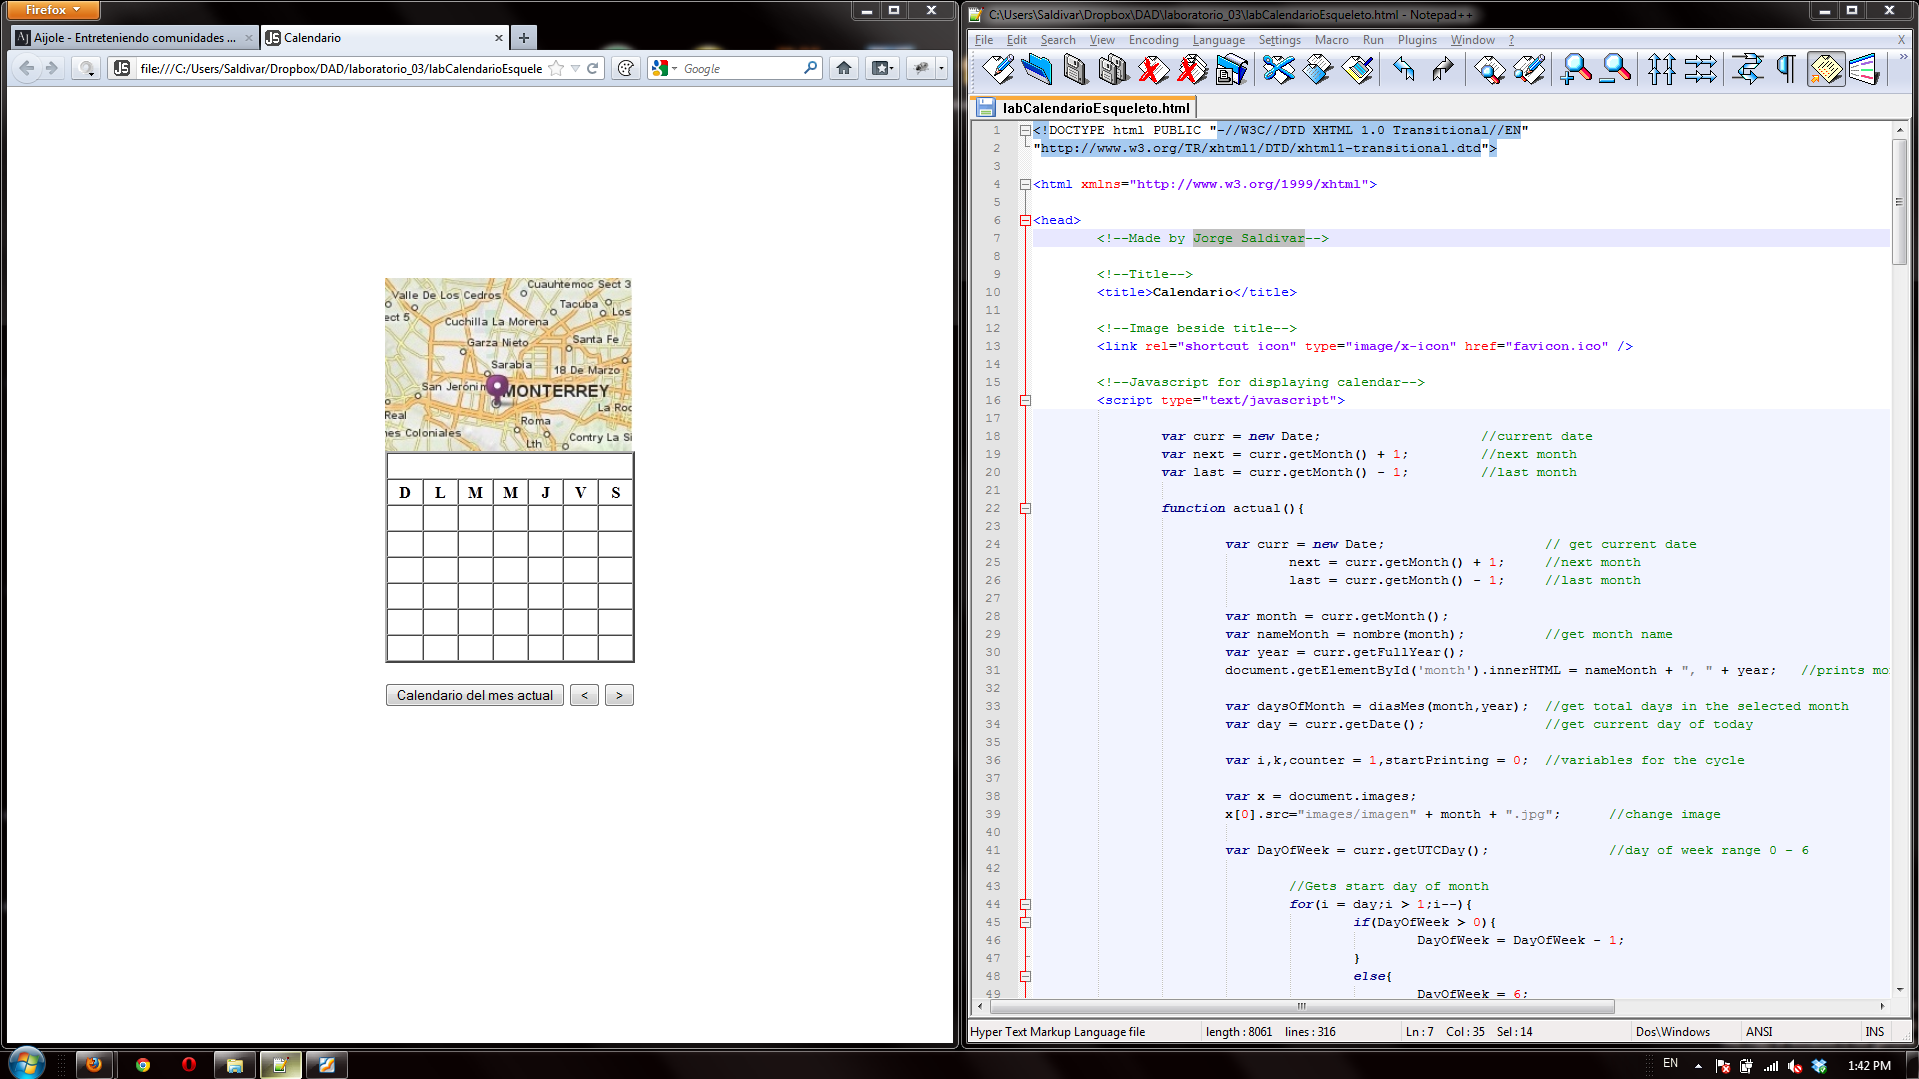 Firefox
Aijole - Entreteniendo comunidades ...
Calendario
file:///C:/Users/Saldivar/Dropbox/DAD/laboratorio_03/labCalendarioEsquele
Google
Valle De Los Cedros
Cuauhtemoc Sect 3
Tacuba
ect 5
Los
Cuchilla La Morena
Garza Nieto
Santa Fe
Sarabia
18 De Marzo
San Jerónim
MONTERREY
La Roc
Real
Roma
nes Coloniales
Lth
Contry La Si
D L M M J V S
Calendario del mes actual < >
C:\Users\Saldivar\Dropbox\DAD\laboratorio_03\labCalendarioEsqueleto.html - Notepad++
File Edit Search View Encoding Language Settings Macro Run Plugins Window ? X
labCalendarioEsqueleto.html
1 <!DOCTYPE html PUBLIC "-//W3C//DTD XHTML 1.0 Transitional//EN"
2 "http://www.w3.org/TR/xhtml1/DTD/xhtml1-transitional.dtd">
3
4 <html xmlns="http://www.w3.org/1999/xhtml">
5
6 <head>
7 <!--Made by Jorge Saldivar-->
8
9 <!--Title-->
10 <title>Calendario</title>
11
12 <!--Image beside title-->
13 <link rel="shortcut icon" type="image/x-icon" href="favicon.ico" />
14
15 <!--Javascript for displaying calendar-->
16 <script type="text/javascript">
17
18 var curr = new Date; //current date
19 var next = curr.getMonth() + 1; //next month
20 var last = curr.getMonth() - 1; //last month
21
22 function actual(){
23
24 var curr = new Date; // get current date
25 next = curr.getMonth() + 1; //next month
26 last = curr.getMonth() - 1; //last month
27
28 var month = curr.getMonth();
29 var nameMonth = nombre(month); //get month name
30 var year = curr.getFullYear();
31 document.getElementById('month').innerHTML = nameMonth + ", " + year; //prints mo
32
33 var daysOfMonth = diasMes(month,year); //get total days in the selected month
34 var day = curr.getDate(); //get current day of today
35
36 var i,k,counter = 1,startPrinting = 0; //variables for the cycle
37
38 var x = document.images;
39 x[0].src="images/imagen" + month + ".jpg"; //change image
40
41 var DayOfWeek = curr.getUTCDay(); //day of week range 0 - 6
42
43 //Gets start day of month
44 for(i = day;i > 1;i--){
45 if(DayOfWeek > 0){
46 DayOfWeek = DayOfWeek - 1;
47 }
48 else{
49 DayOfWeek = 6;
Hyper Text Markup Language file length : 8061 lines : 316 Ln : 7 Col : 35 Sel : 14 Dos\Windows ANSI INS
EN 1:42 PM